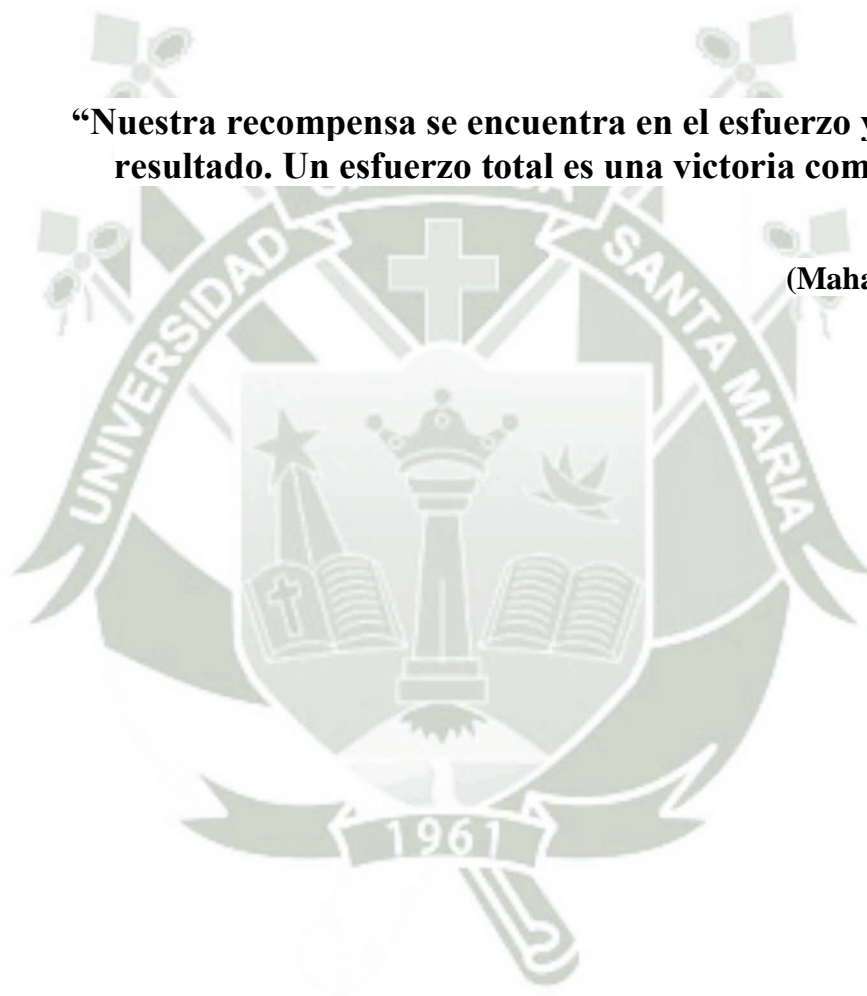 “Nuestra recompensa se encuentra en el esfuerzo y
resultado. Un esfuerzo total es una victoria com
(Maha
UNIVERSIDAD
SANTA MARIA
1961